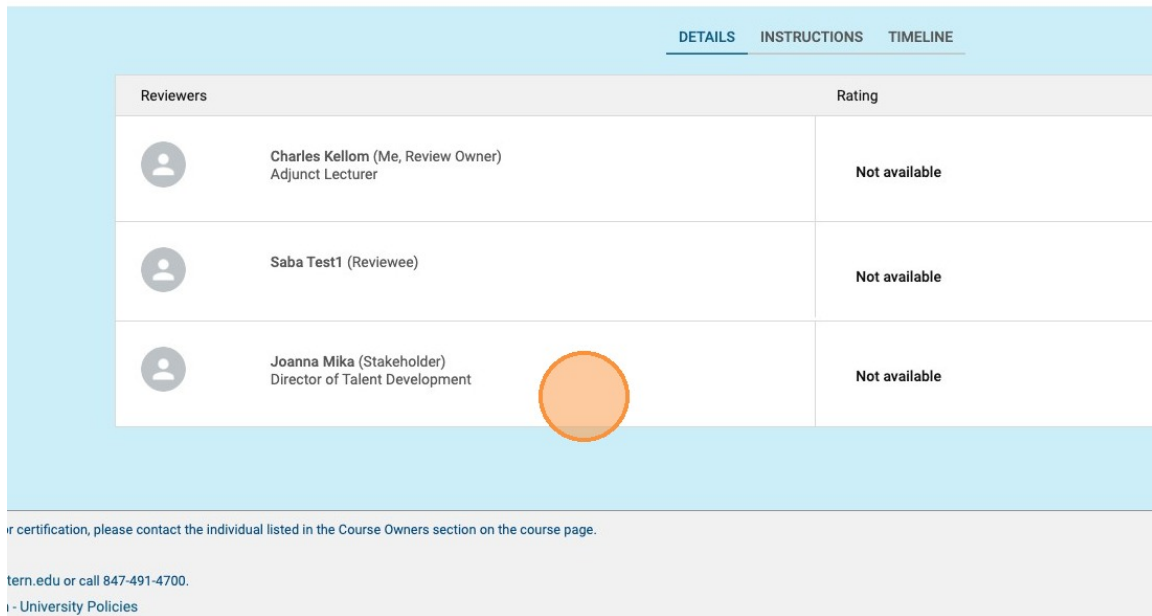 DETAILS INSTRUCTIONS TIMELINE
Reviewers Rating
Charles Kellom (Me, Review Owner)
Adjunct Lecturer
Not available
Saba Test1 (Reviewee)
Not available
Joanna Mika (Stakeholder)
Director of Talent Development
Not available
certification, please contact the individual listed in the Course Owners section on the course page.
tern.edu or call 847-491-4700.
- University Policies